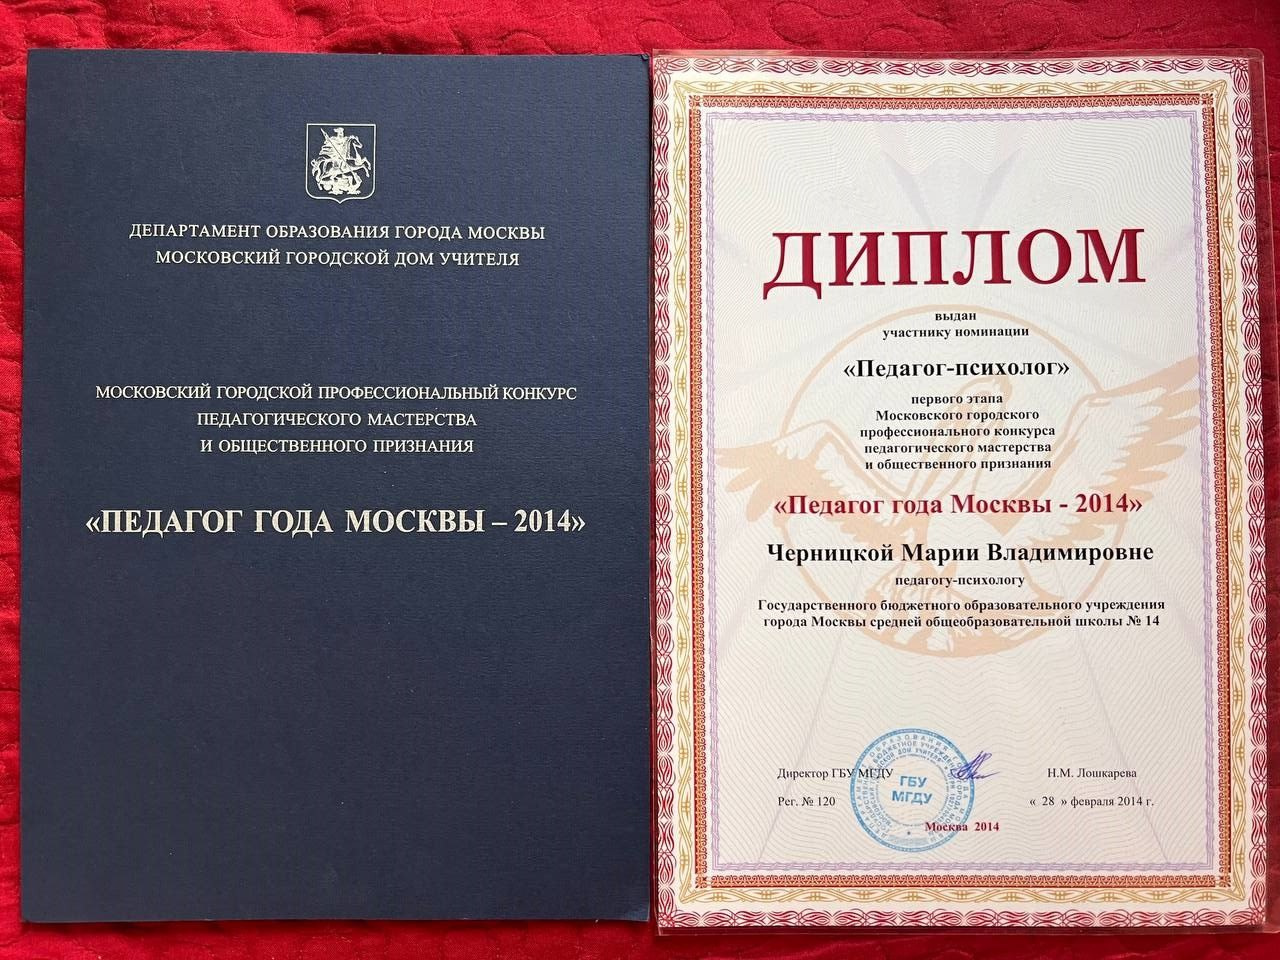 ДЕПАРТАМЕНТ ОБРАЗОВАНИЯ ГОРОДА МОСКВЫ
МОСКОВСКИЙ ГОРОДСКОЙ ДОМ УЧИТЕЛЯ
МОСКОВСКИЙ ГОРОДСКОЙ ПРОФЕССИОНАЛЬНЫЙ КОНКУРС
ПЕДАГОГИЧЕСКОГО МАСТЕРСТВА
И ОБЩЕСТВЕННОГО ПРИЗНАНИЯ
«ПЕДАГОГ ГОДА МОСКВЫ – 2014»
ДИПЛОМ
выдан
участнику номинации
«Педагог-психолог»
первого этапа
Московского городского
профессионального конкурса
педагогического мастерства
и общественного признания
«Педагог года Москвы - 2014»
Черницкой Марии Владимировне
педагогу-психологу
Государственного бюджетного образовательного учреждения
города Москвы средней общеобразовательной школы № 14
Директор ГБУ МГДУ
Н.М. Лошкарева
Рег. № 120
« 28 » февраля 2014 г.
ГБУ
МГДУ
Москва 2014